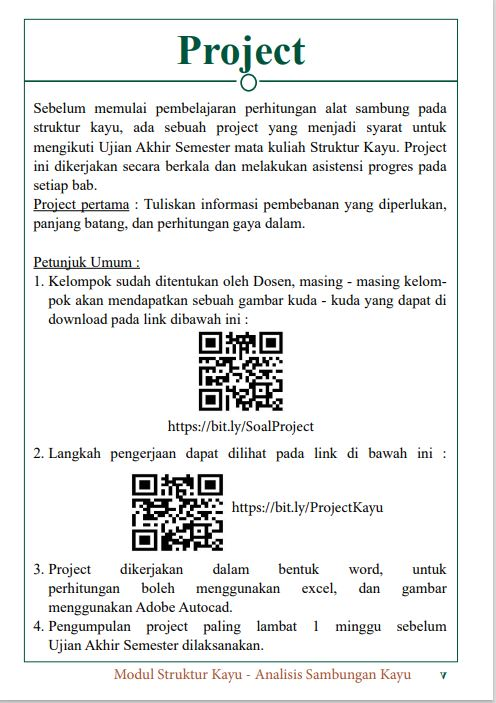 Project
Sebelum memulai pembelajaran perhitungan alat sambung pada
struktur kayu, ada sebuah project yang menjadi syarat untuk
mengikuti Ujian Akhir Semester mata kuliah Struktur Kayu. Project
ini dikerjakan secara berkala dan melakukan asistensi progres pada
setiap bab.
Project pertama : Tuliskan informasi pembebanan yang diperlukan,
panjang batang, dan perhitungan gaya dalam.
Petunjuk Umum :
1. Kelompok sudah ditentukan oleh Dosen, masing - masing kelom-
pok akan mendapatkan sebuah gambar kuda - kuda yang dapat di
download pada link dibawah ini :
https://bit.ly/SoalProject
2. Langkah pengerjaan dapat dilihat pada link di bawah ini :
https://bit.ly/ProjectKayu
3. Project dikerjakan dalam bentuk word, untuk
perhitungan boleh menggunakan excel, dan gambar
menggunakan Adobe Autocad.
4. Pengumpulan project paling lambat 1 minggu sebelum
Ujian Akhir Semester dilaksanakan.
Modul Struktur Kayu - Analisis Sambungan Kayu v